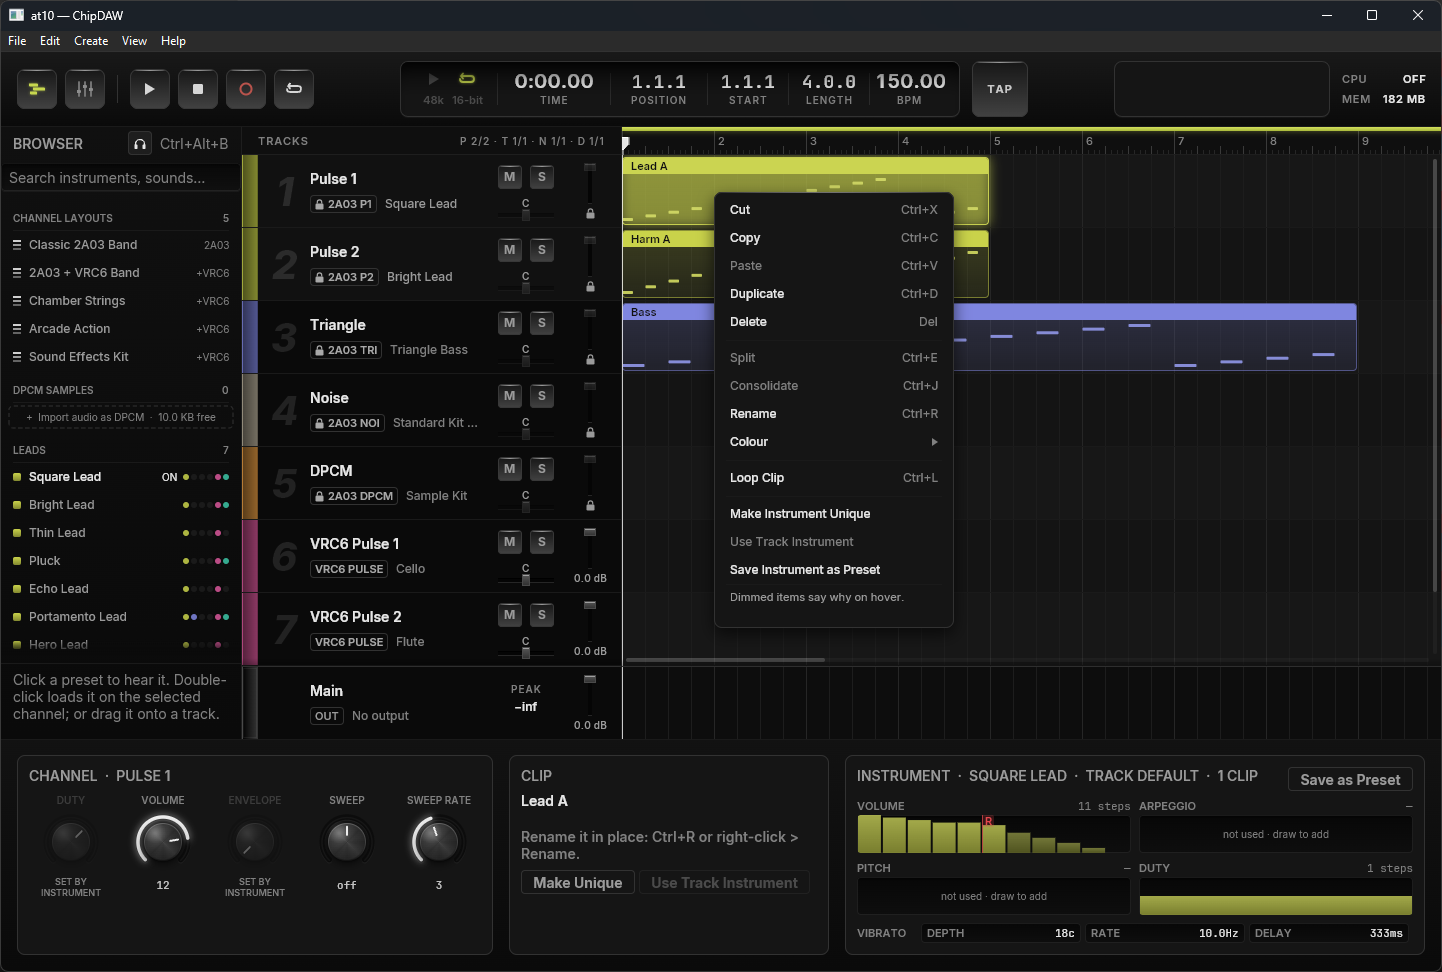 at10 — ChipDAW
File Edit Create View Help
48k 16-bit
0:00.00 TIME
1.1.1 POSITION
1.1.1 START
4.0.0 LENGTH
150.00 BPM
TAP
CPU OFF
MEM 182 MB
BROWSER Ctrl+Alt+B
Search instruments, sounds...
CHANNEL LAYOUTS 5
Classic 2A03 Band 2A03
2A03 + VRC6 Band +VRC6
Chamber Strings +VRC6
Arcade Action +VRC6
Sound Effects Kit +VRC6
DPCM SAMPLES 0
+ Import audio as DPCM · 10.0 KB free
LEADS 7
Square Lead ON
Bright Lead
Thin Lead
Pluck
Echo Lead
Portamento Lead
Hero Lead
Click a preset to hear it. Double-
click loads it on the selected
channel; or drag it onto a track.
TRACKS P 2/2 · T 1/1 · N 1/1 · D 1/1
1 Pulse 1 M S
2A03 P1 Square Lead C
2 Pulse 2 M S
2A03 P2 Bright Lead C
3 Triangle M S
2A03 TRI Triangle Bass C
4 Noise M S
2A03 NOI Standard Kit ... C
5 DPCM M S
2A03 DPCM Sample Kit C
6 VRC6 Pulse 1 M S
VRC6 PULSE Cello C 0.0 dB
7 VRC6 Pulse 2 M S
VRC6 PULSE Flute C 0.0 dB
Main PEAK
OUT No output –inf 0.0 dB
2 3 4 5 6 7 8 9
Lead A
Harm A
Bass
Cut Ctrl+X
Copy Ctrl+C
Paste Ctrl+V
Duplicate Ctrl+D
Delete Del
Split Ctrl+E
Consolidate Ctrl+J
Rename Ctrl+R
Colour
Loop Clip Ctrl+L
Make Instrument Unique
Use Track Instrument
Save Instrument as Preset
Dimmed items say why on hover.
CHANNEL · PULSE 1
DUTY VOLUME ENVELOPE SWEEP SWEEP RATE
SET BY INSTRUMENT 12 SET BY INSTRUMENT off 3
CLIP
Lead A
Rename it in place: Ctrl+R or right-click >
Rename.
Make Unique Use Track Instrument
INSTRUMENT · SQUARE LEAD · TRACK DEFAULT · 1 CLIP Save as Preset
VOLUME 11 steps ARPEGGIO –
R
not used · draw to add
PITCH – DUTY 1 steps
not used · draw to add
VIBRATO DEPTH 18c RATE 10.0Hz DELAY 333ms